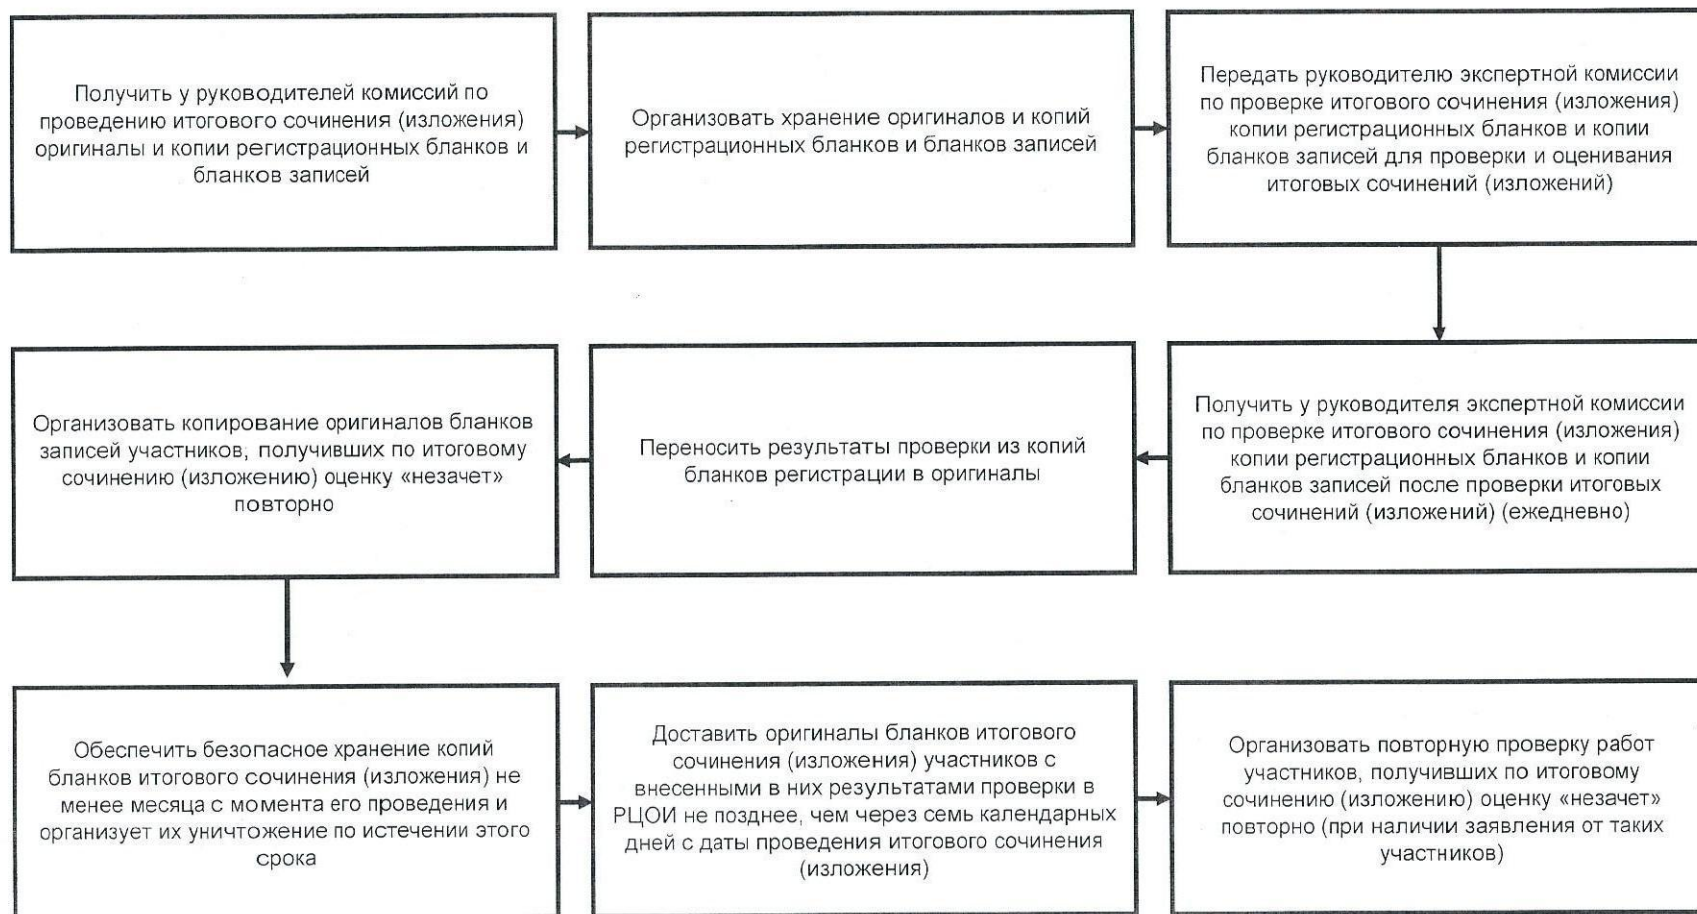 Получить у руководителей комиссий по
проведению итогового сочинения (изложения)
оригиналы и копии регистрационных бланков и
бланков записей
Организовать хранение оригиналов и копий
регистрационных бланков и бланков записей
Передать руководителю экспертной комиссии
по проверке итогового сочинения (изложения)
копии регистрационных бланков и копии
бланков записей для проверки и оценивания
итоговых сочинений (изложений)
Получить у руководителя экспертной комиссии
по проверке итогового сочинения (изложения)
копии регистрационных бланков и копии
бланков записей после проверки итоговых
сочинений (изложений) (ежедневно)
Переносить результаты проверки из копий
бланков регистрации в оригиналы
Организовать копирование оригиналов бланков
записей участников, получивших по итоговому
сочинению (изложению) оценку «незачет»
повторно
Обеспечить безопасное хранение копий
бланков итогового сочинения (изложения) не
менее месяца с момента его проведения и
организует их уничтожение по истечении этого
срока
Доставить оригиналы бланков итогового
сочинения (изложения) участников с
внесенными в них результатами проверки в
РЦОИ не позднее, чем через семь календарных
дней с даты проведения итогового сочинения
(изложения)
Организовать повторную проверку работ
участников, получивших по итоговому
сочинению (изложению) оценку «незачет»
повторно (при наличии заявления от таких
участников)